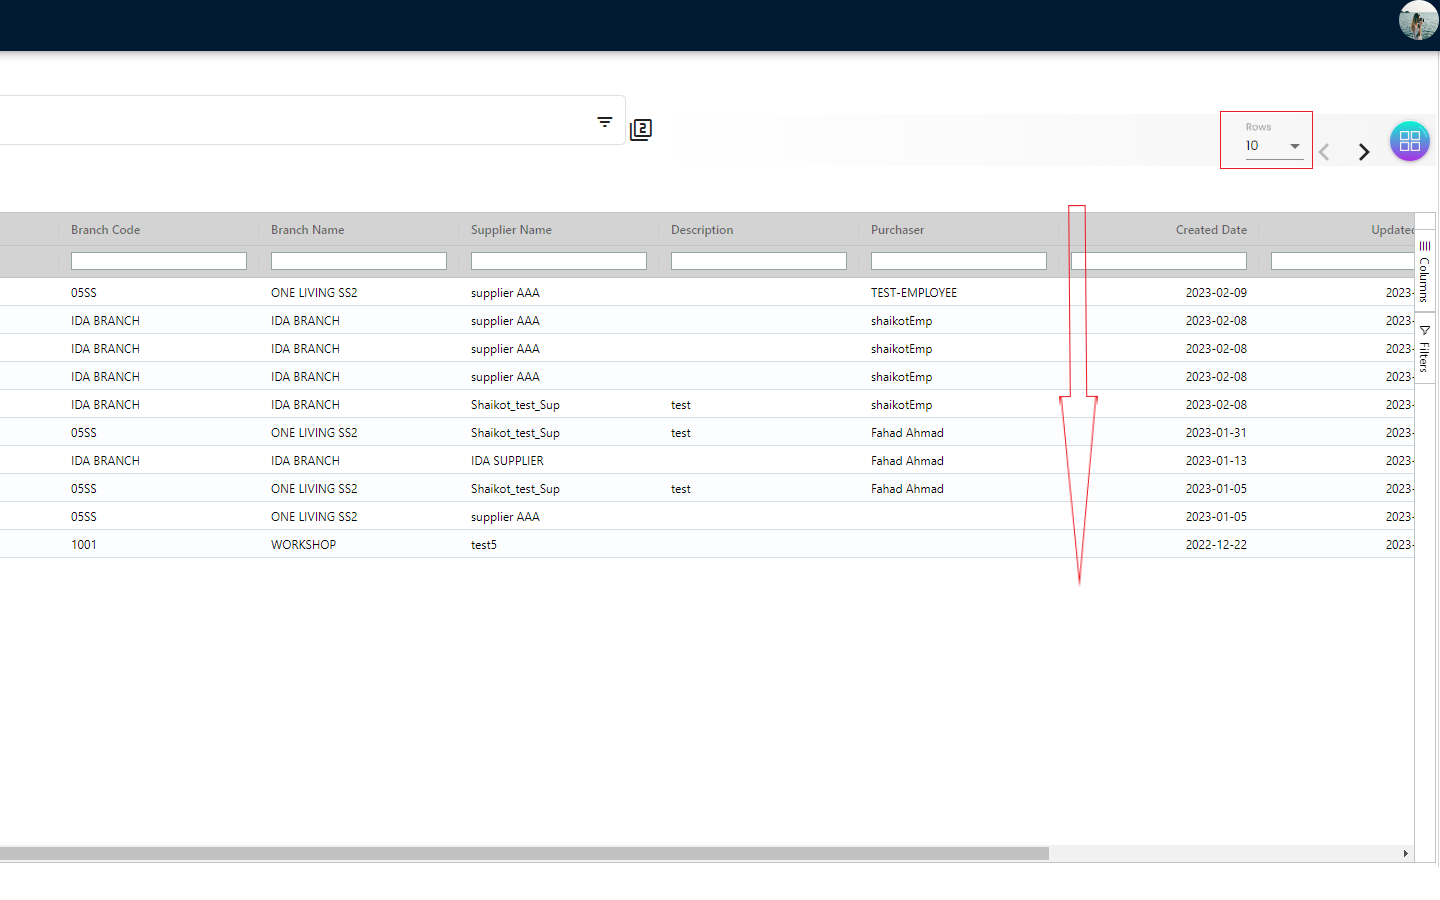 2
Rows
10
Branch Code Branch Name Supplier Name Description Purchaser Created Date Updated
05SS ONE LIVING SS2 supplier AAA TEST-EMPLOYEE 2023-02-09 2023-
IDA BRANCH IDA BRANCH supplier AAA shaikotEmp 2023-02-08 2023-
IDA BRANCH IDA BRANCH supplier AAA shaikotEmp 2023-02-08 2023-
IDA BRANCH IDA BRANCH supplier AAA shaikotEmp 2023-02-08 2023-
IDA BRANCH IDA BRANCH Shaikot_test_Sup test shaikotEmp 2023-02-08 2023-
05SS ONE LIVING SS2 Shaikot_test_Sup test Fahad Ahmad 2023-01-31 2023-
IDA BRANCH IDA BRANCH IDA SUPPLIER Fahad Ahmad 2023-01-13 2023-
05SS ONE LIVING SS2 Shaikot_test_Sup test Fahad Ahmad 2023-01-05 2023-
05SS ONE LIVING SS2 supplier AAA 2023-01-05 2023-
1001 WORKSHOP test5 2022-12-22 2023-
Columns
Filters